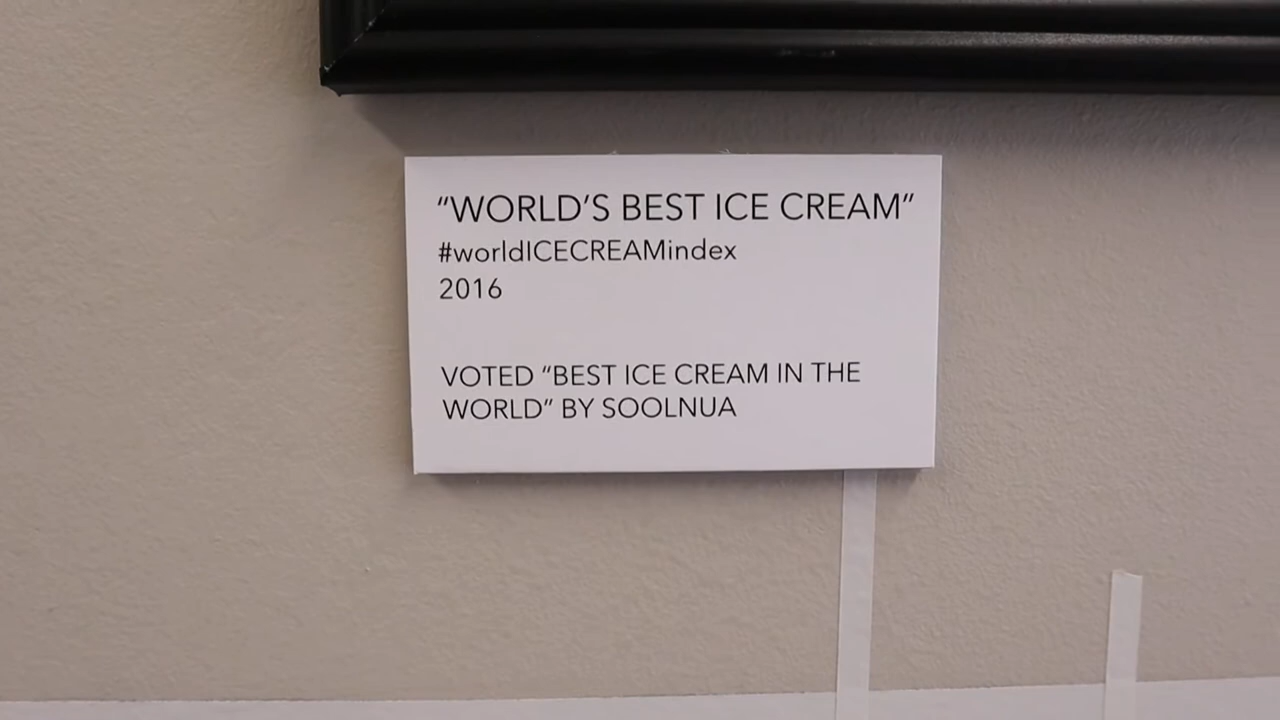 “WORLD’S BEST ICE CREAM”
#worldICECREAMindex
2016
VOTED “BEST ICE CREAM IN THE
WORLD” BY SOOLNUA